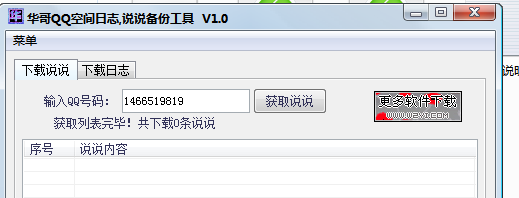 华 华哥QQ空间日志,说说备份工具 V1.0
菜单
下载说说 下载日志
输入QQ号码: 1466519819 获取说说
更多软件下载
获取列表完毕! 共下载0条说说
序号 说说内容